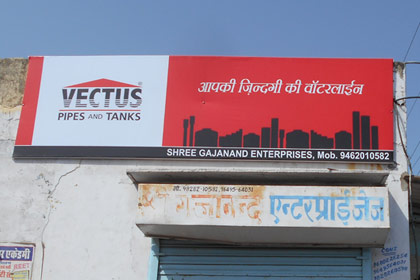 VECTUS
PIPES AND TANKS
आपकी ज़िन्दगी की वॉटरलाईन
SHREE GAJANAND ENTERPRISES, Mob. 9462010582
गजानन्द एन्टरप्राईजेज